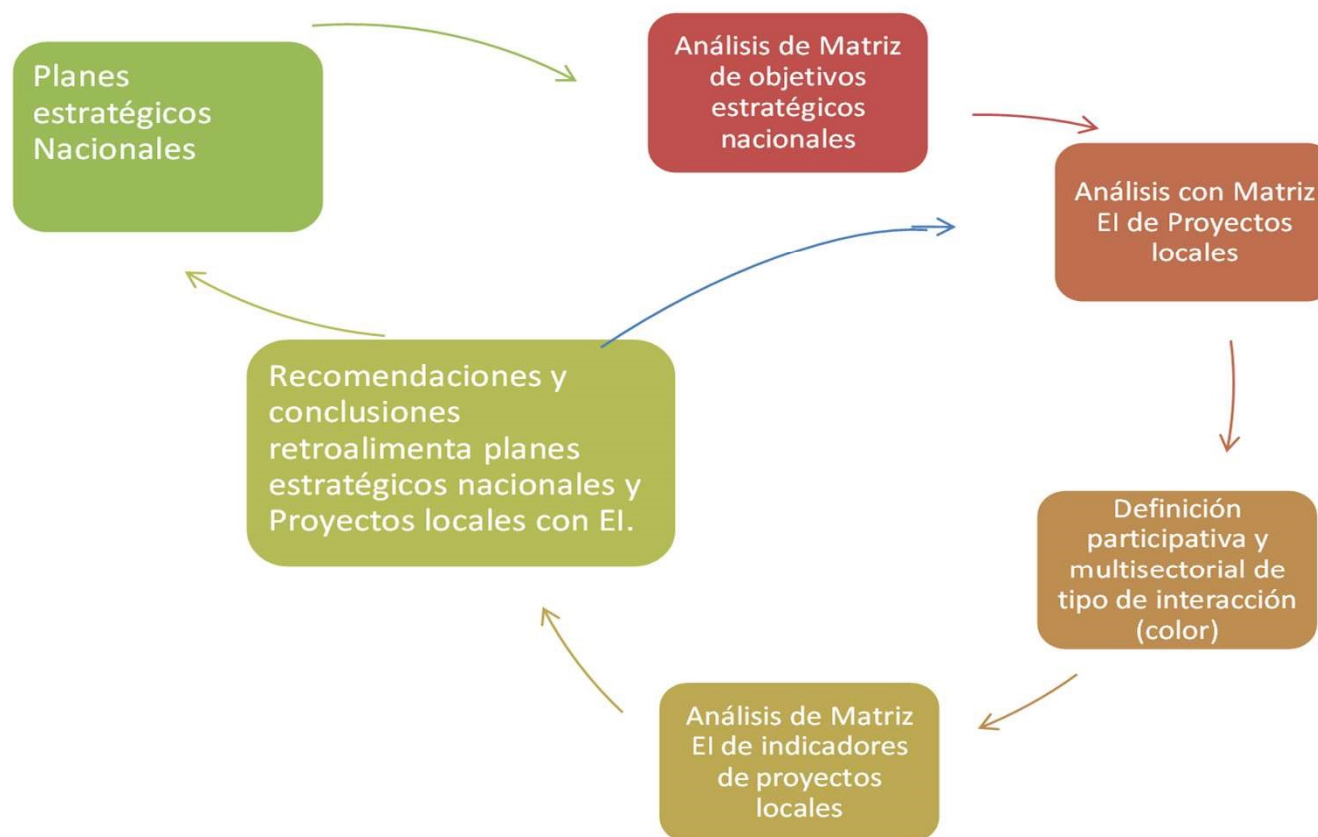 Planes
estratégicos
Nacionales
Análisis de Matriz
de objetivos
estratégicos
nacionales
Análisis con Matriz
EI de Proyectos
locales
Definición
participativa y
multisectorial de
tipo de interacción
(color)
Análisis de Matriz
EI de indicadores
de proyectos
locales
Recomendaciones y
conclusiones
retroalimenta planes
estratégicos nacionales y
Proyectos locales con EI.